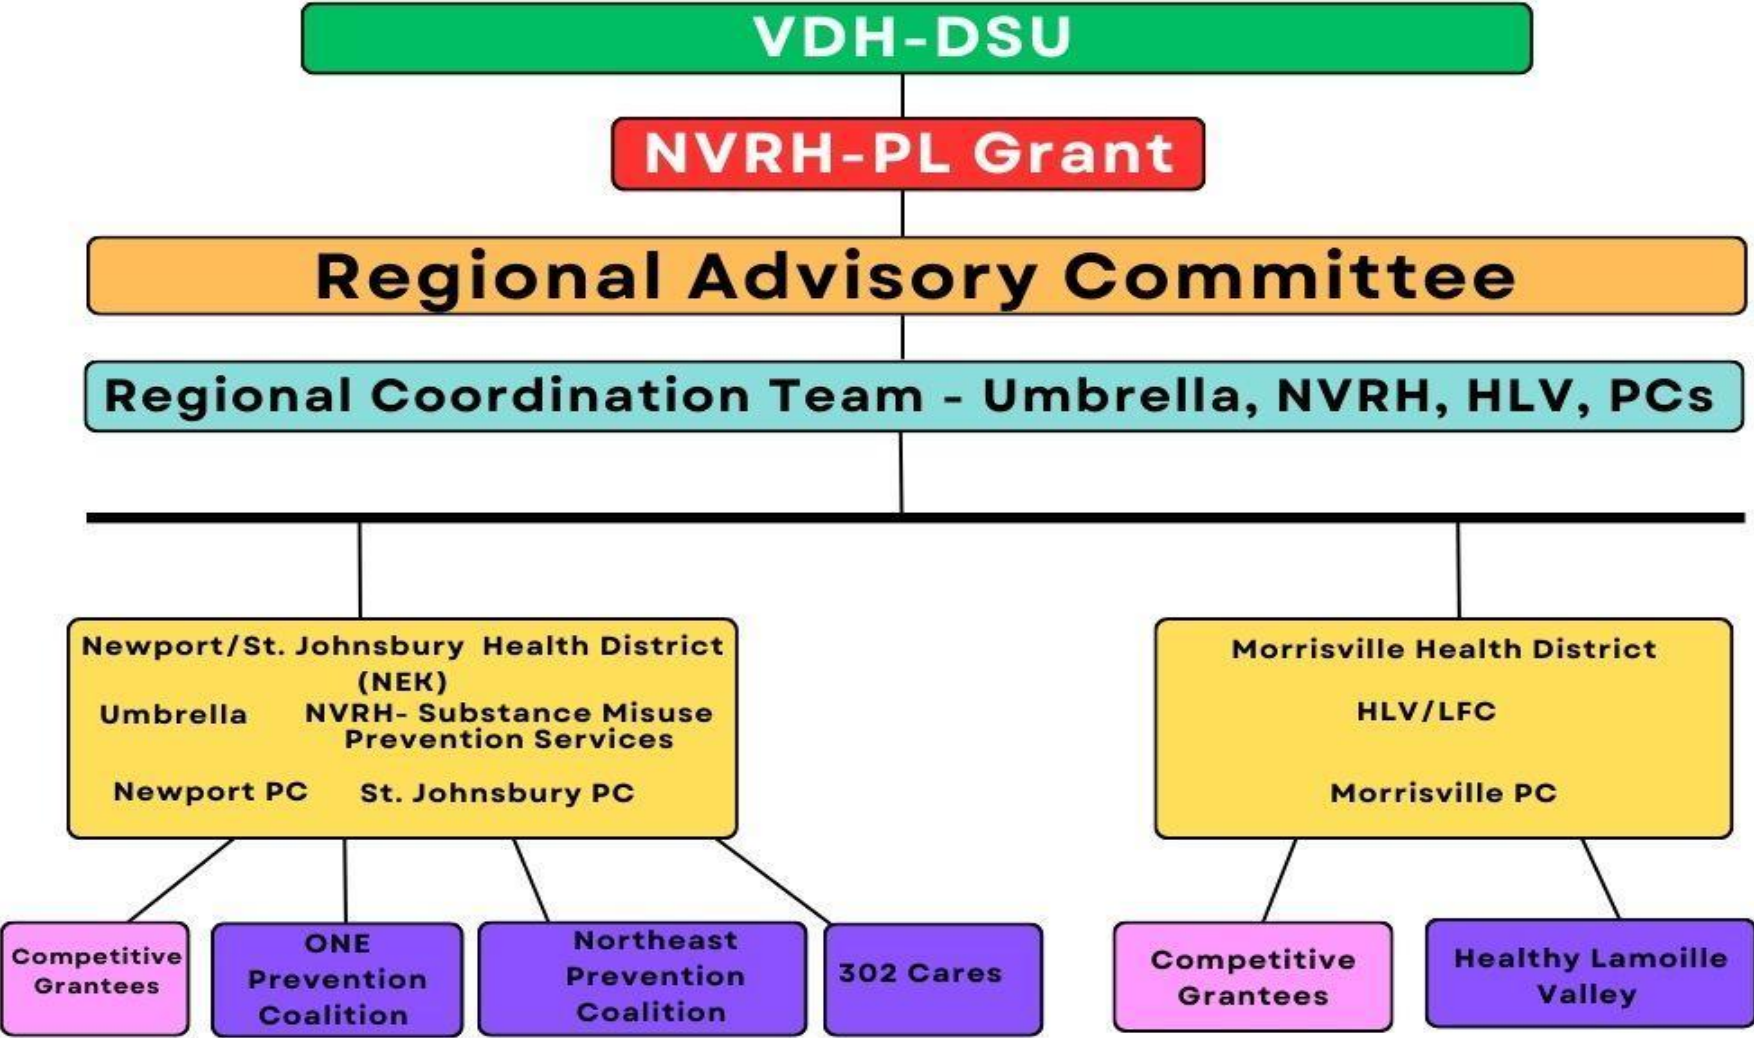 VDH-DSU
NVRH-PL Grant
Regional Advisory Committee
Regional Coordination Team - Umbrella, NVRH, HLV, PCs
Newport/St. Johnsbury Health District
(NEK)
Umbrella
NVRH- Substance Misuse
Prevention Services
Newport PC
St. Johnsbury PC
Morrisville Health District
HLV/LFC
Morrisville PC
Competitive
Grantees
ONE
Prevention
Coalition
Northeast
Prevention
Coalition
302 Cares
Competitive
Grantees
Healthy Lamoille
Valley